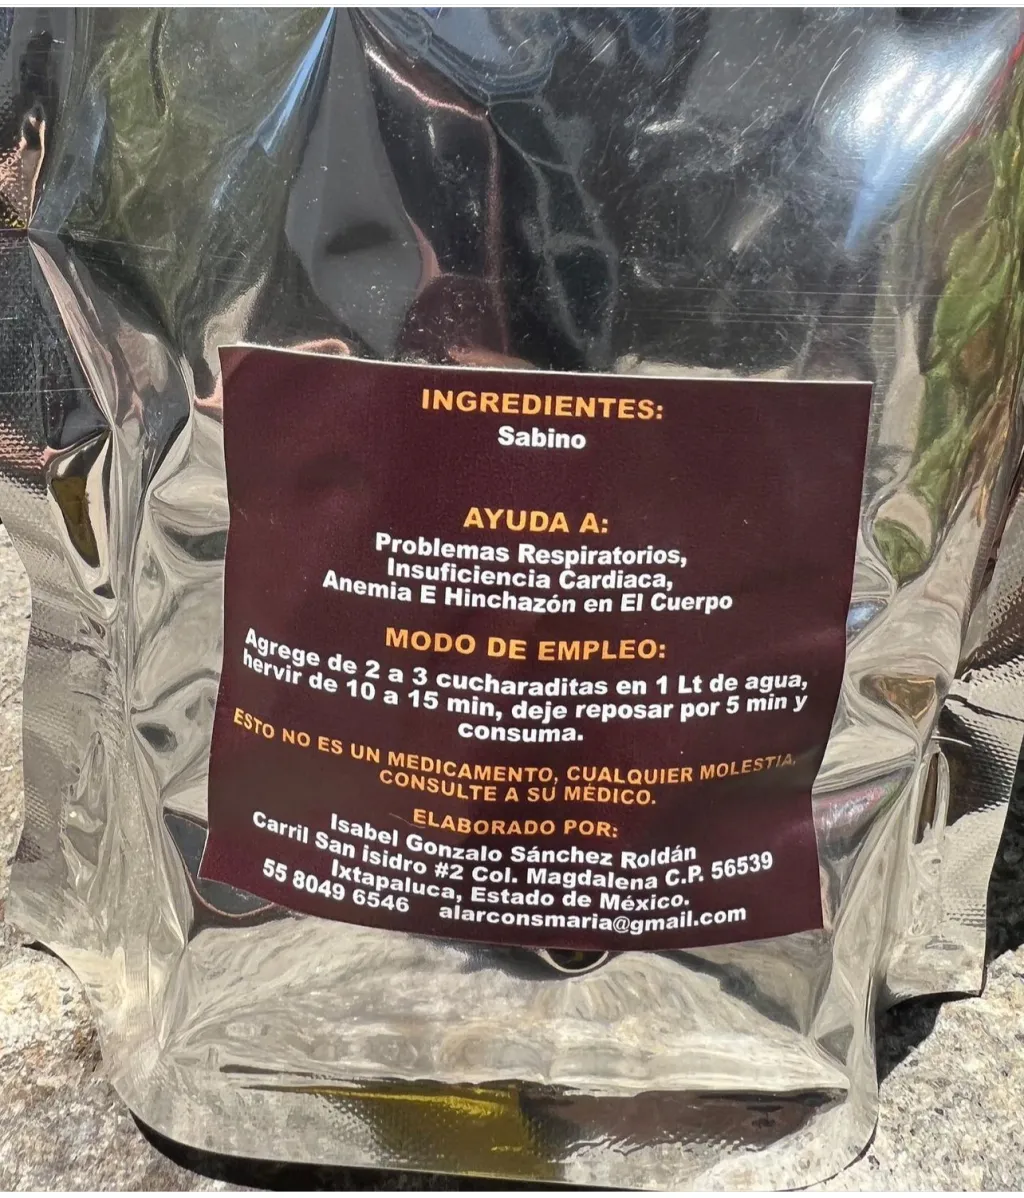 INGREDIENTES:
Sabino
AYUDA A:
Problemas Respiratorios,
Insuficiencia Cardiaca,
Anemia E Hinchazón en El Cuerpo
MODO DE EMPLEO:
Agrege de 2 a 3 cucharaditas en 1 Lt de agua,
hervir de 10 a 15 min, deje reposar por 5 min y
consuma.
ESTO NO ES UN MEDICAMENTO, CUALQUIER MOLESTIA,
CONSULTE A SU MÉDICO.
ELABORADO POR:
Isabel Gonzalo Sánchez Roldán
Carril San isidro #2 Col. Magdalena C.P. 56539
Ixtapaluca, Estado de México.
55 8049 6546 alarconsmaria@gmail.com